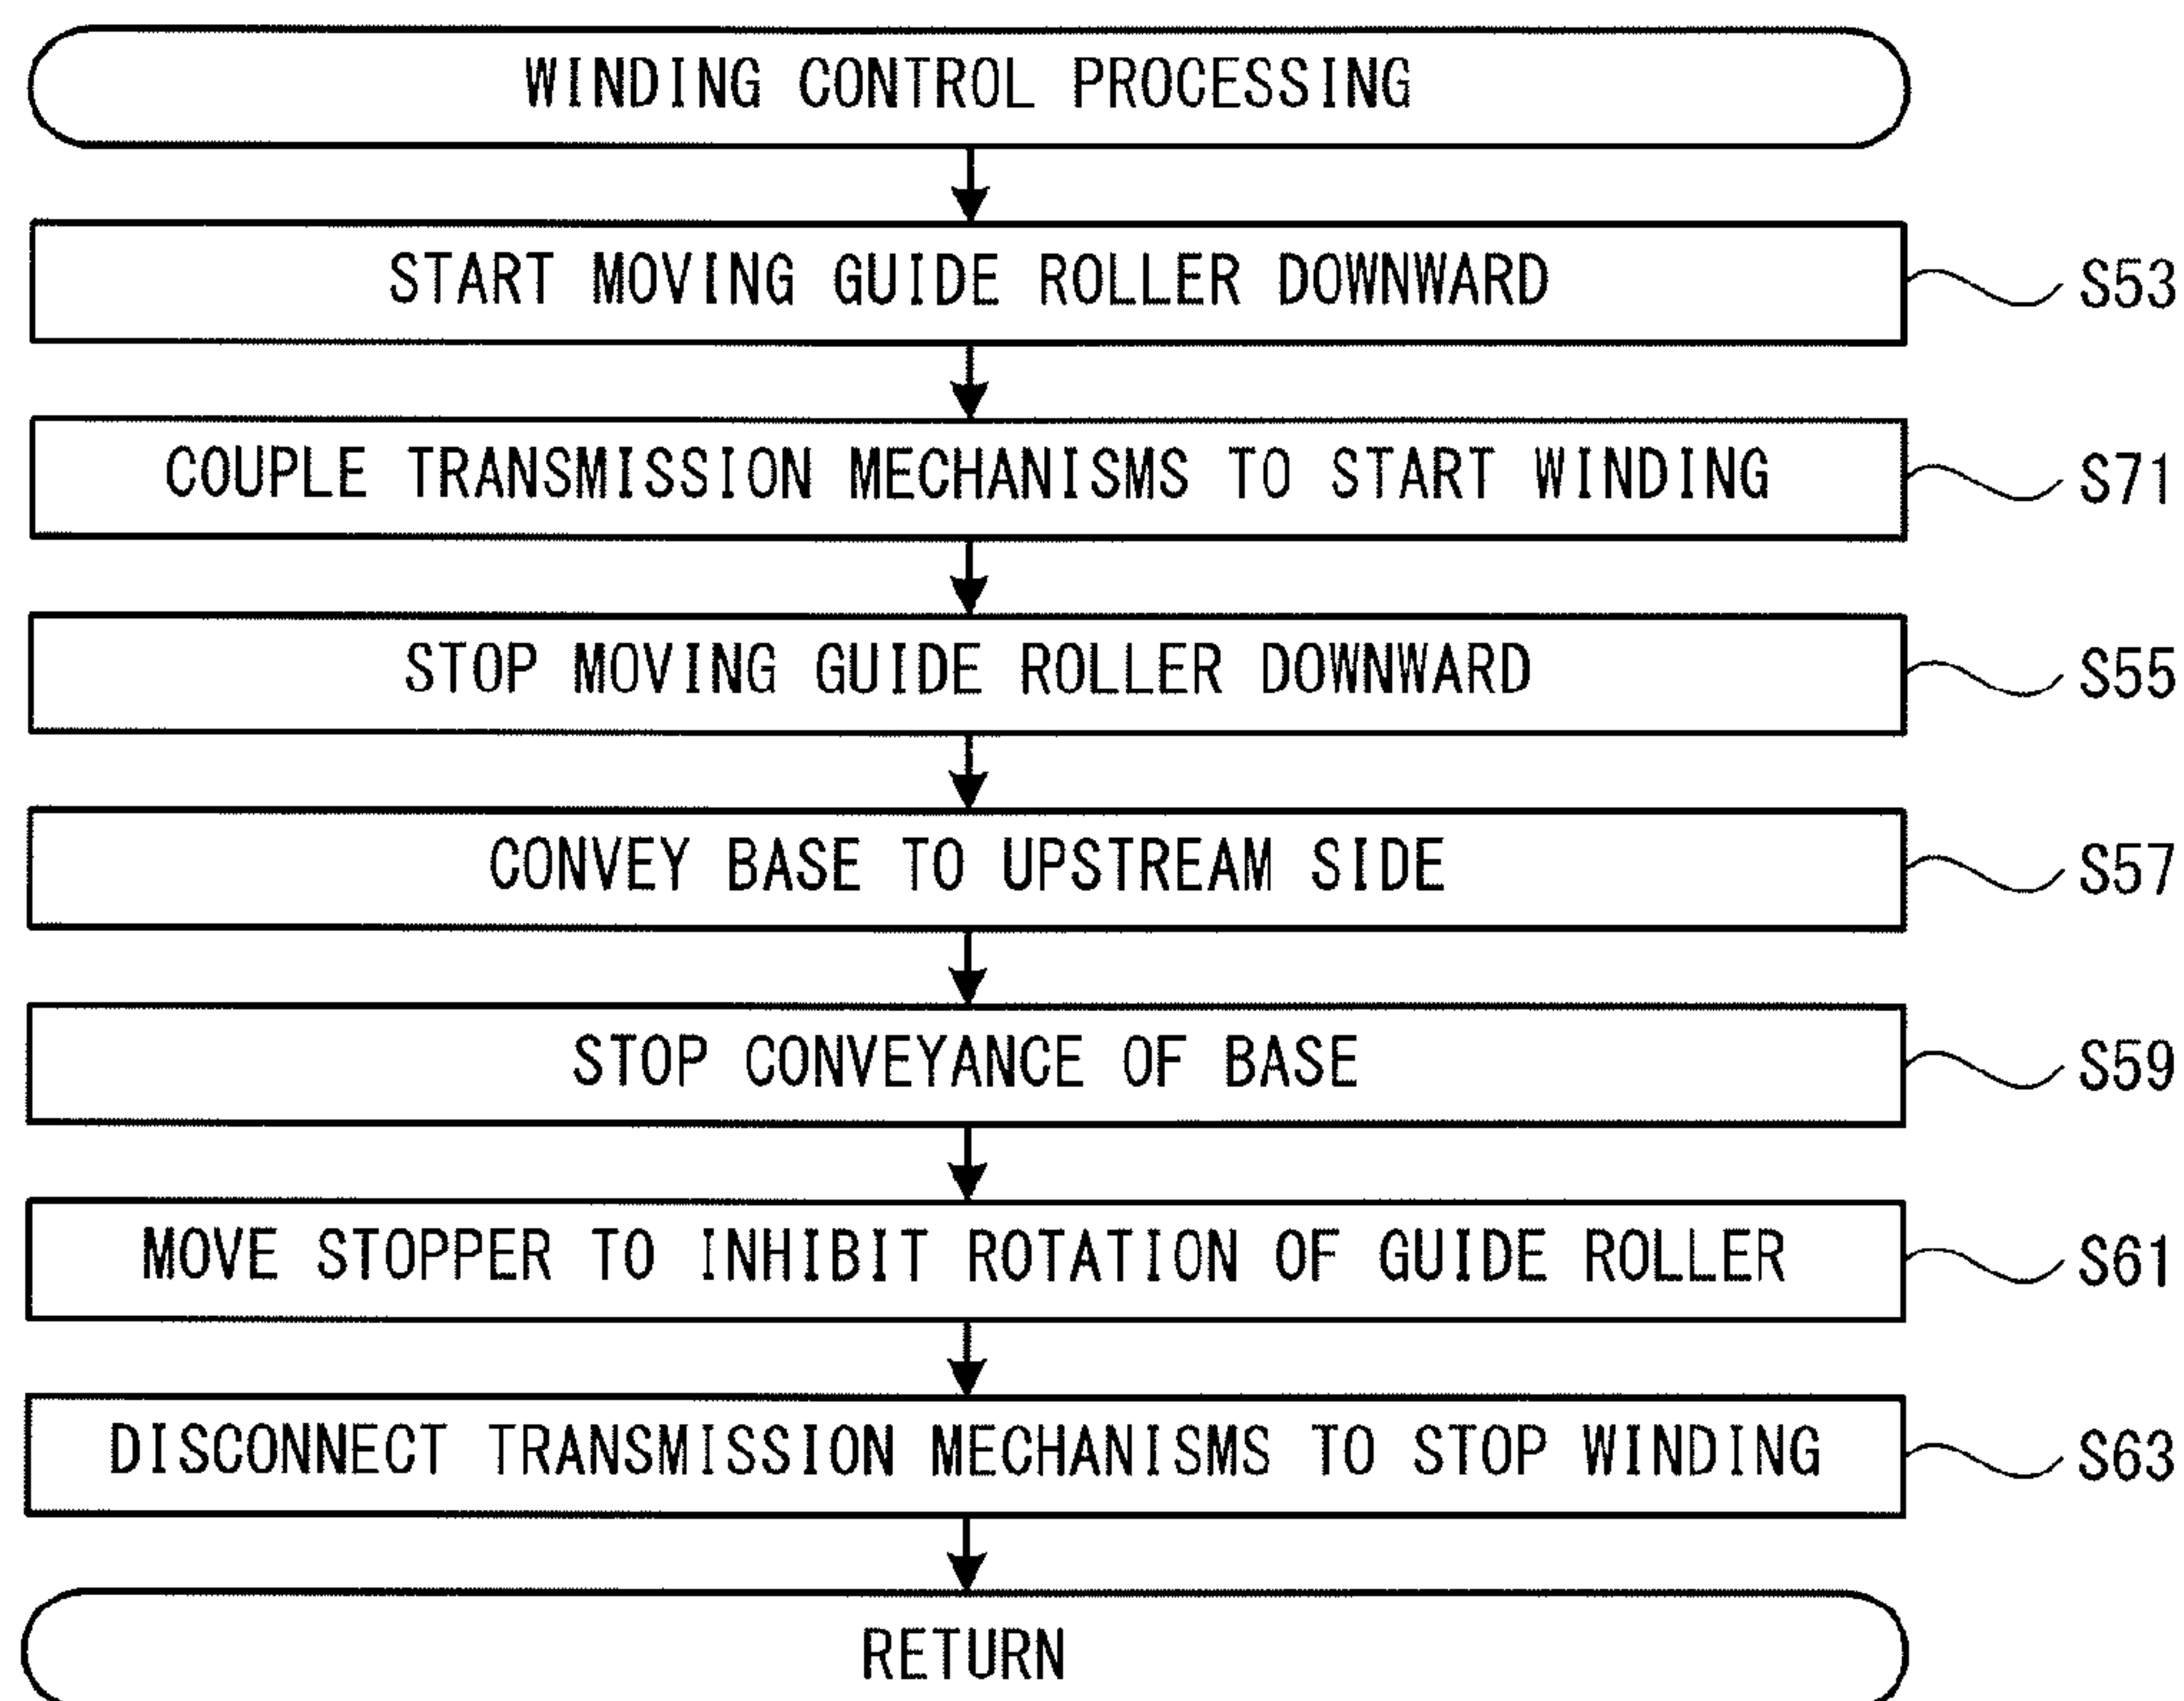 WINDING CONTROL PROCESSING
START MOVING GUIDE ROLLER DOWNWARD S53
COUPLE TRANSMISSION MECHANISMS TO START WINDING S71
STOP MOVING GUIDE ROLLER DOWNWARD S55
CONVEY BASE TO UPSTREAM SIDE S57
STOP CONVEYANCE OF BASE S59
MOVE STOPPER TO INHIBIT ROTATION OF GUIDE ROLLER S61
DISCONNECT TRANSMISSION MECHANISMS TO STOP WINDING S63
RETURN